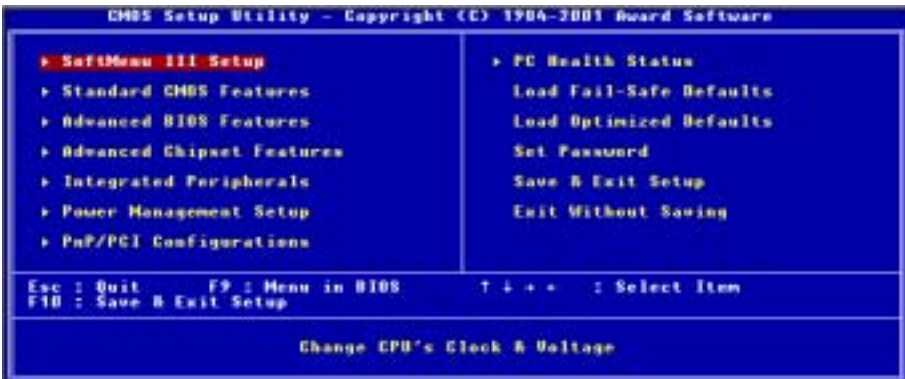 CMOS Setup Utility - Copyright (C) 1984-2001 Award Software
▸ SoftMenu III Setup
▸ Standard CMOS Features
▸ Advanced BIOS Features
▸ Advanced Chipset Features
▸ Integrated Peripherals
▸ Power Management Setup
▸ PnP/PCI Configurations
▸ PC Health Status
Load Fail-Safe Defaults
Load Optimized Defaults
Set Password
Save & Exit Setup
Exit Without Saving
Esc : Quit F9 : Menu in BIOS ↑ ↓ → ← : Select Item
F10 : Save & Exit Setup
Change CPU's Clock & Voltage